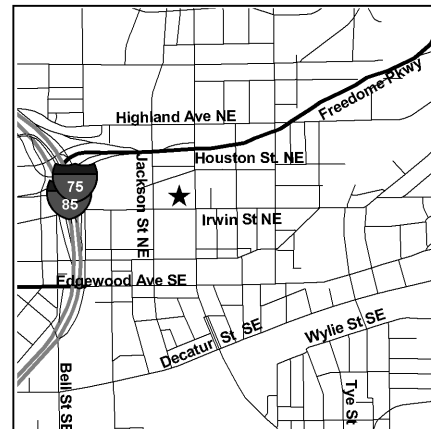 Freedome Pkwy
Highland Ave NE
Houston St. NE
Jackson St NE
75
85
Irwin St NE
Edgewood Ave SE
Decatur St SE
Wylie St SE
Bell St SE
Tye St